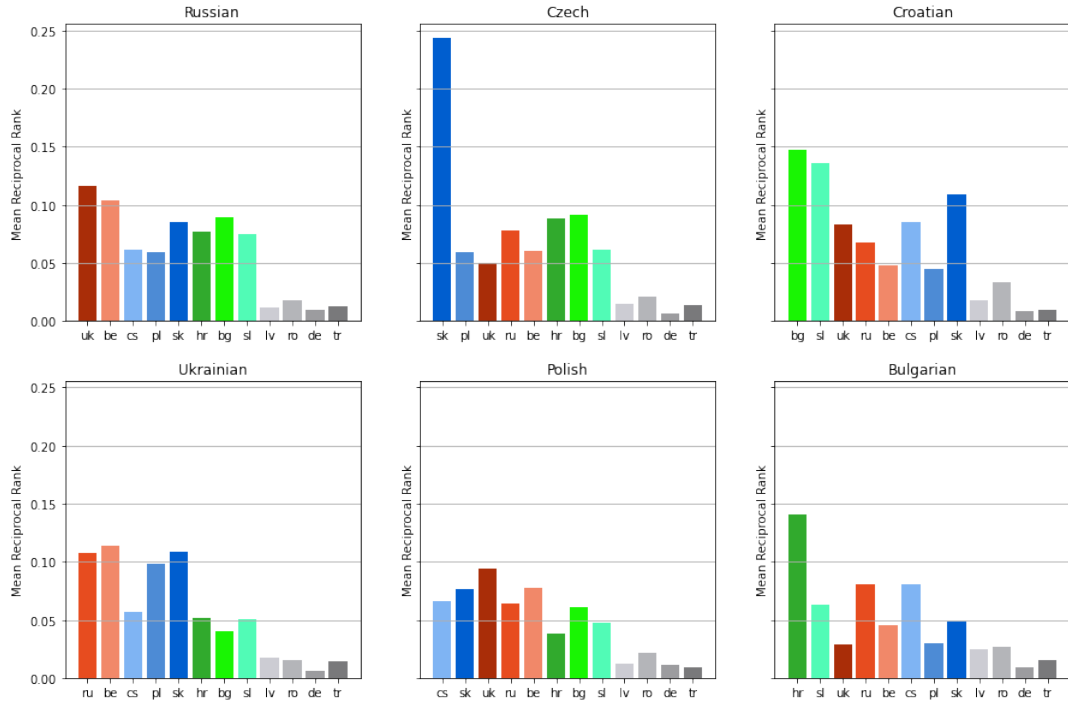 Russian
Mean Reciprocal Rank
0.25
0.20
0.15
0.10
0.05
0.00
uk be cs pl sk hr bg sl lv ro de tr
Czech
Mean Reciprocal Rank
sk pl uk ru be hr bg sl lv ro de tr
Croatian
Mean Reciprocal Rank
bg sl uk ru be cs pl sk lv ro de tr
Ukrainian
Mean Reciprocal Rank
0.25
0.20
0.15
0.10
0.05
0.00
ru be cs pl sk hr bg sl lv ro de tr
Polish
Mean Reciprocal Rank
cs sk uk ru be hr bg sl lv ro de tr
Bulgarian
Mean Reciprocal Rank
hr sl uk ru be cs pl sk lv ro de tr